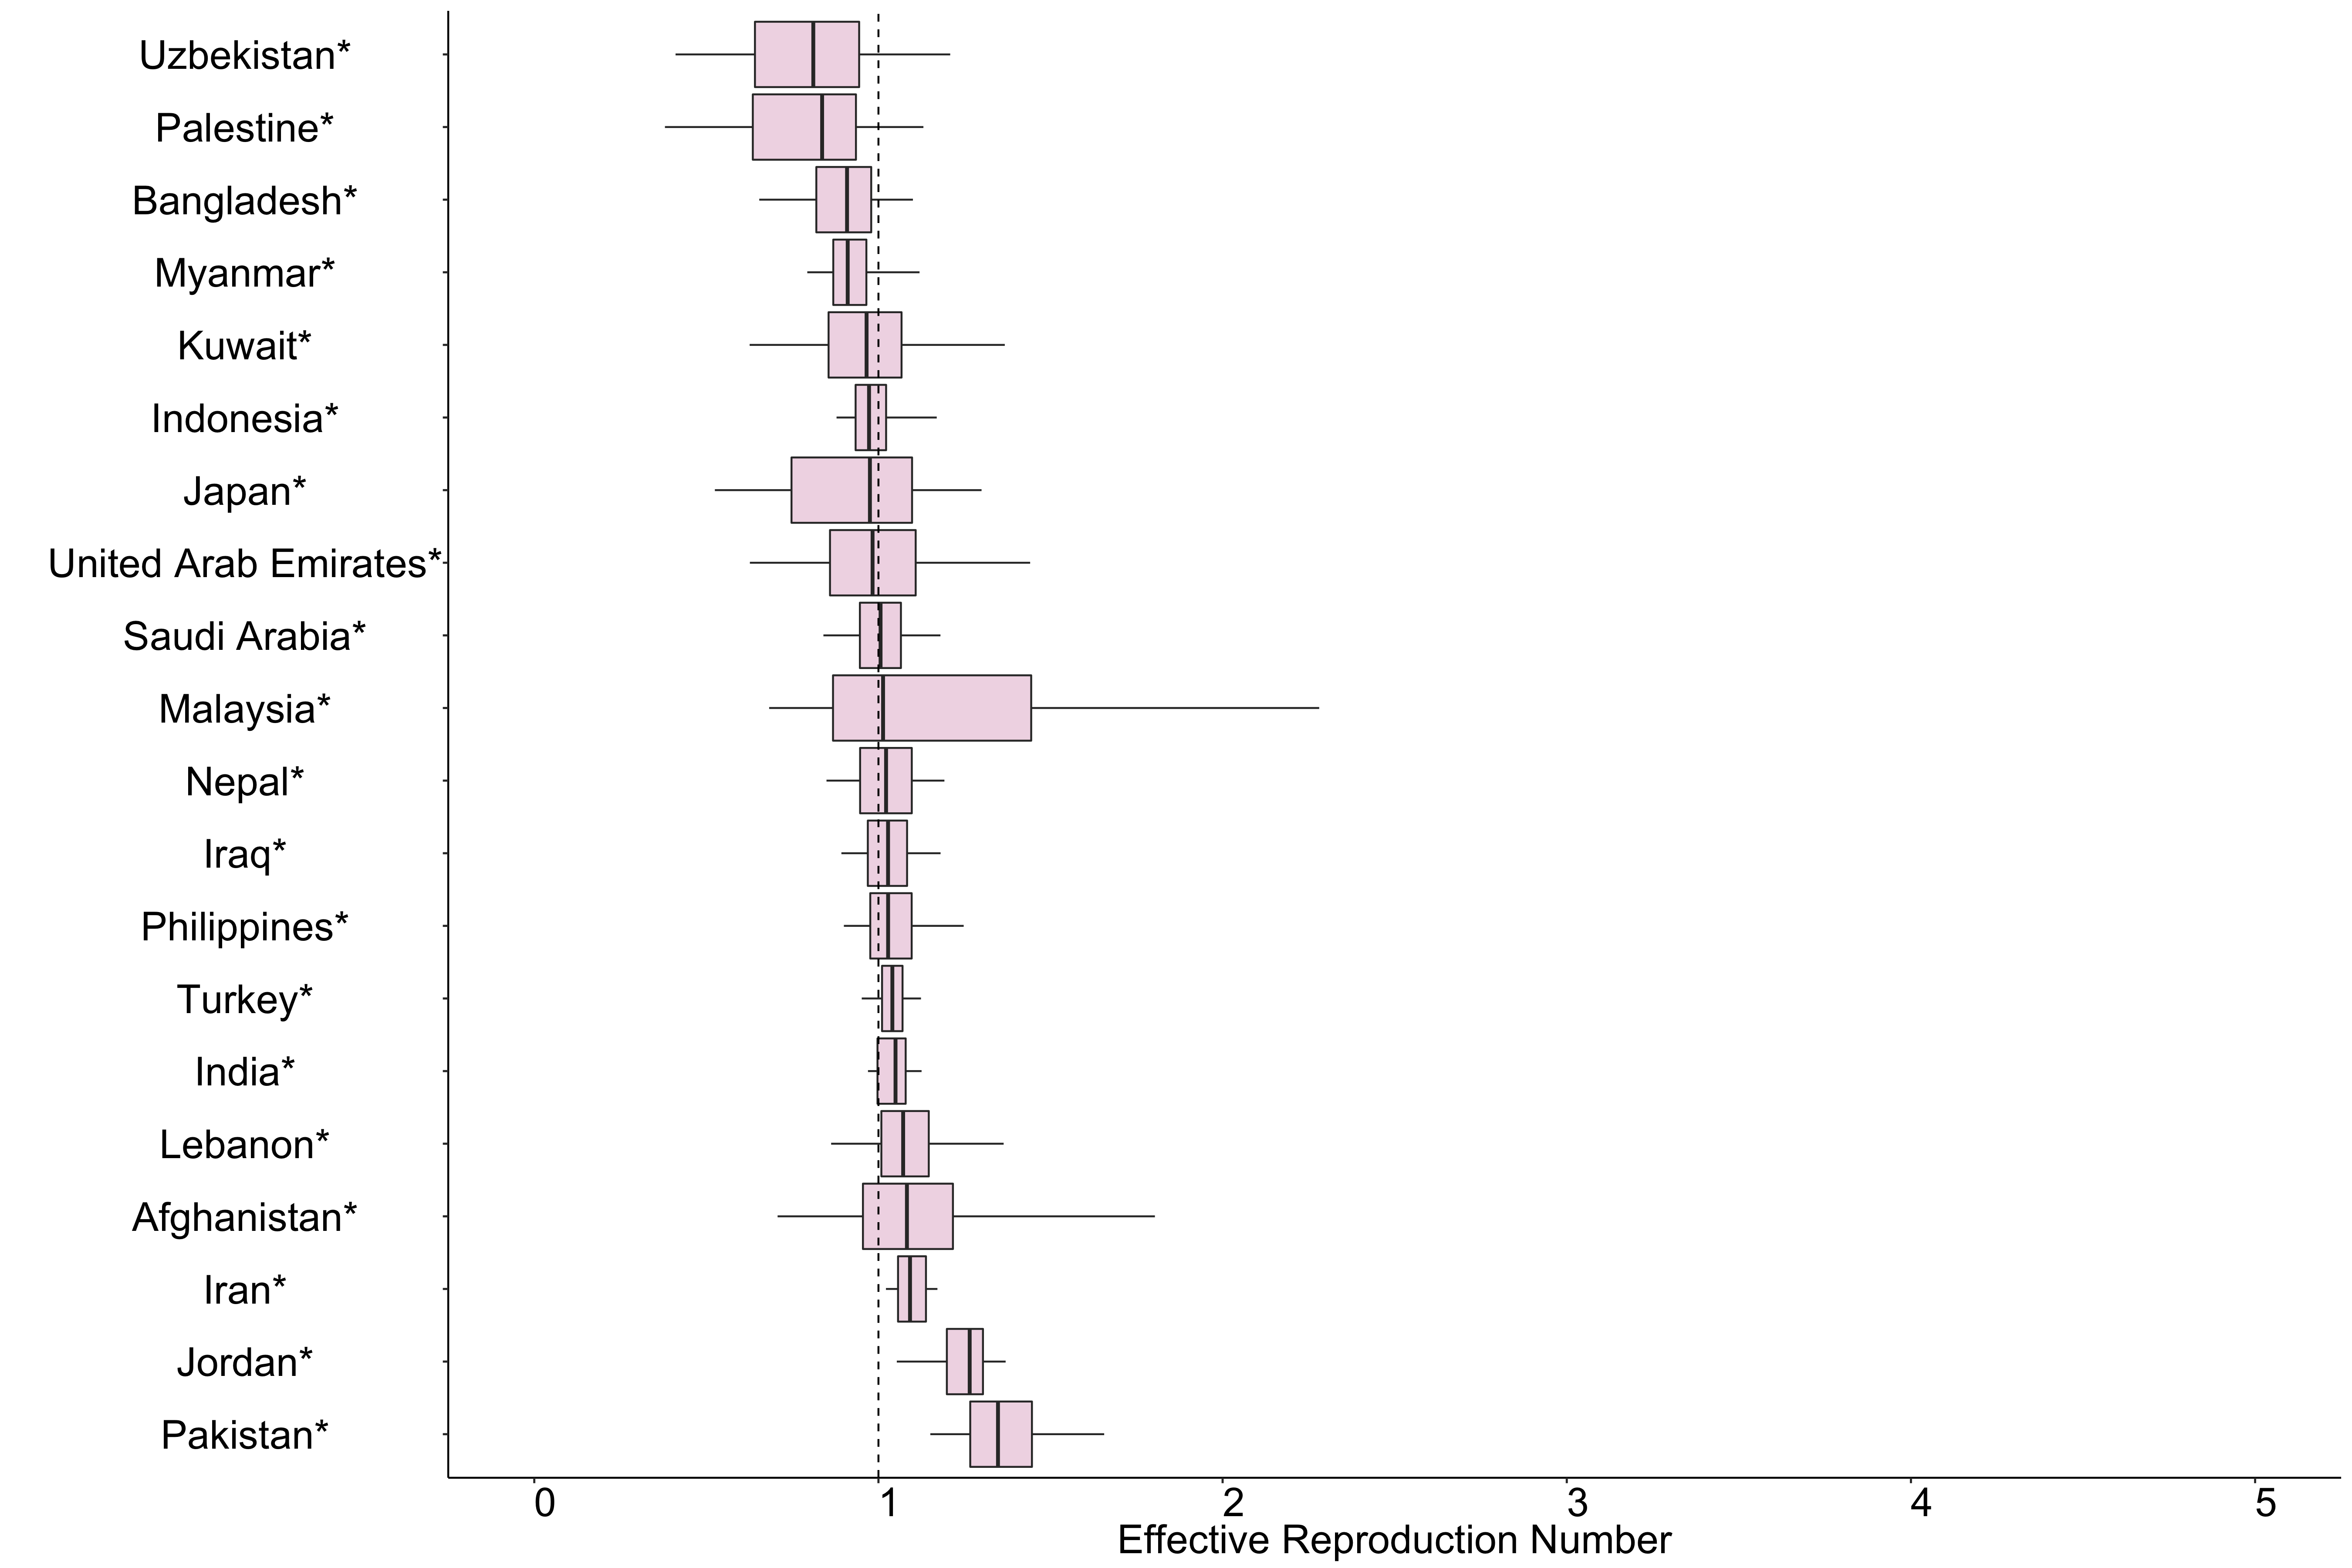 Uzbekistan*
Palestine*
Bangladesh*
Myanmar*
Kuwait*
Indonesia*
Japan*
United Arab Emirates*
Saudi Arabia*
Malaysia*
Nepal*
Iraq*
Philippines*
Turkey*
India*
Lebanon*
Afghanistan*
Iran*
Jordan*
Pakistan*
0 1 2 3 4 5
Effective Reproduction Number